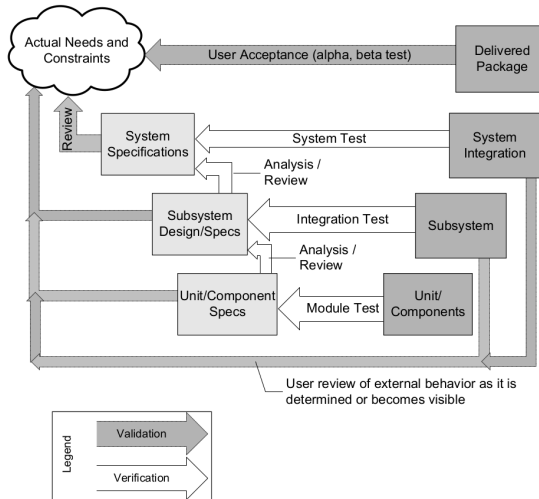 Actual Needs and
Constraints
User Acceptance (alpha, beta test)
Delivered
Package
Review
System
Specifications
System Test
System
Integration
Analysis /
Review
Subsystem
Design/Specs
Integration Test
Subsystem
Analysis /
Review
Unit/Component
Specs
Module Test
Unit/
Components
User review of external behavior as it is
determined or becomes visible
Legend
Validation
Verification